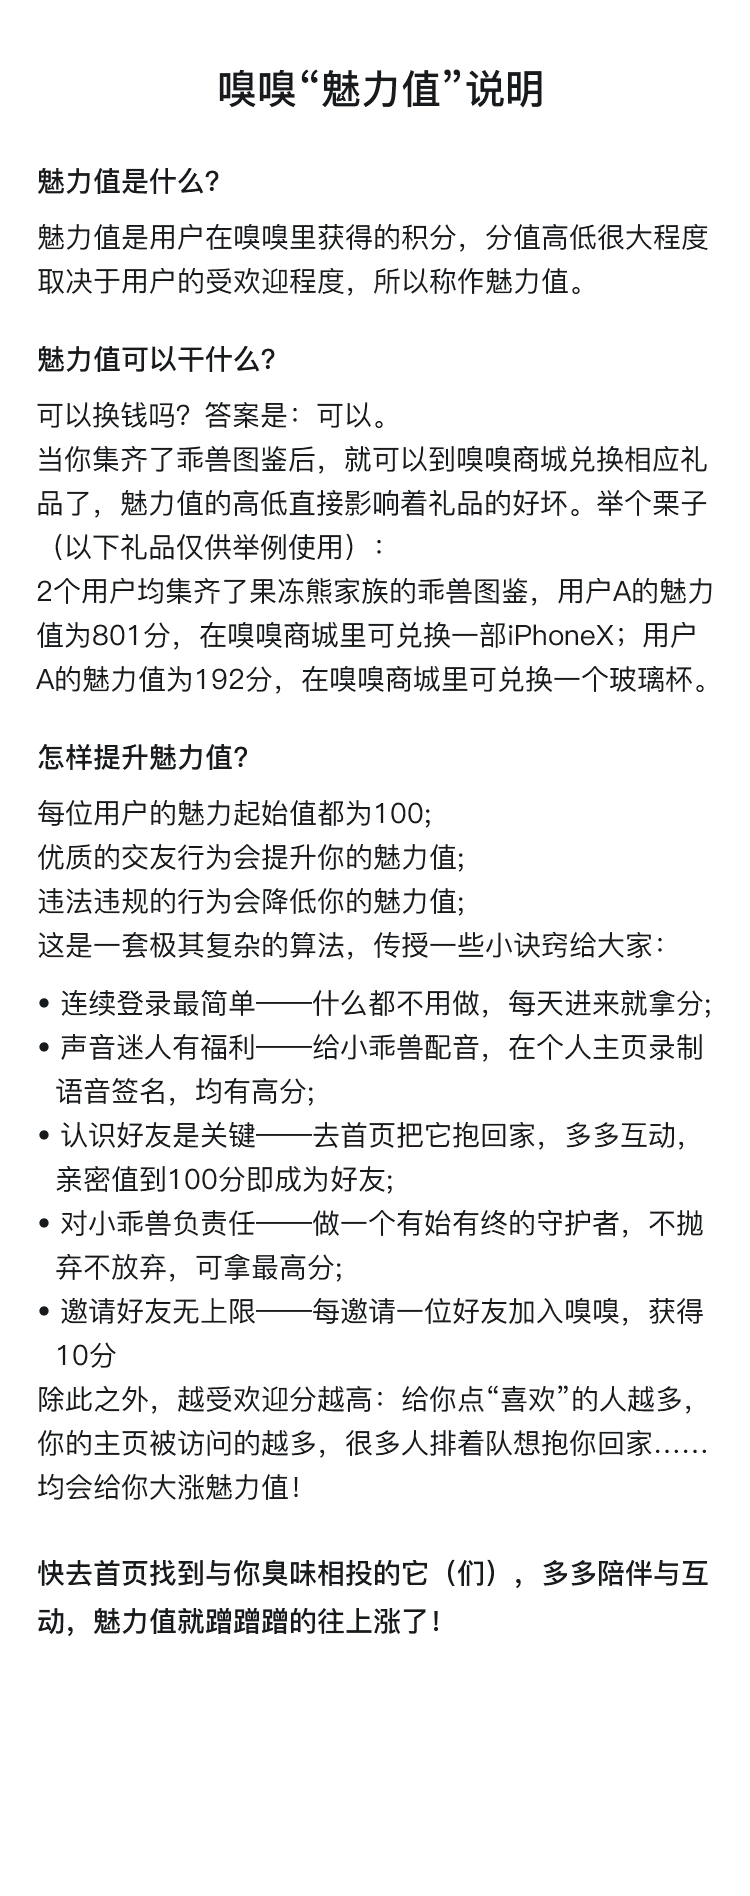 嗅嗅“魅力值”说明
魅力值是什么？
魅力值是用户在嗅嗅里获得的积分，分值高低很大程度
取决于用户的受欢迎程度，所以称作魅力值。
魅力值可以干什么？
可以换钱吗？答案是：可以。
当你集齐了乖兽图鉴后，就可以到嗅嗅商城兑换相应礼
品了，魅力值的高低直接影响着礼品的好坏。举个栗子
（以下礼品仅供举例使用）：
2个用户均集齐了果冻熊家族的乖兽图鉴，用户A的魅力
值为801分，在嗅嗅商城里可兑换一部iPhoneX；用户
A的魅力值为192分，在嗅嗅商城里可兑换一个玻璃杯。
怎样提升魅力值？
每位用户的魅力起始值都为100;
优质的交友行为会提升你的魅力值;
违法违规的行为会降低你的魅力值;
这是一套极其复杂的算法，传授一些小诀窍给大家：
• 连续登录最简单——什么都不用做，每天进来就拿分;
• 声音迷人有福利——给小乖兽配音，在个人主页录制
语音签名，均有高分;
• 认识好友是关键——去首页把它抱回家，多多互动，
亲密值到100分即成为好友;
• 对小乖兽负责任——做一个有始有终的守护者，不抛
弃不放弃，可拿最高分;
• 邀请好友无上限——每邀请一位好友加入嗅嗅，获得
10分
除此之外，越受欢迎分越高：给你点“喜欢”的人越多，
你的主页被访问的越多，很多人排着队想抱你回家……
均会给你大涨魅力值！
快去首页找到与你臭味相投的它（们），多多陪伴与互
动，魅力值就蹭蹭蹭的往上涨了！